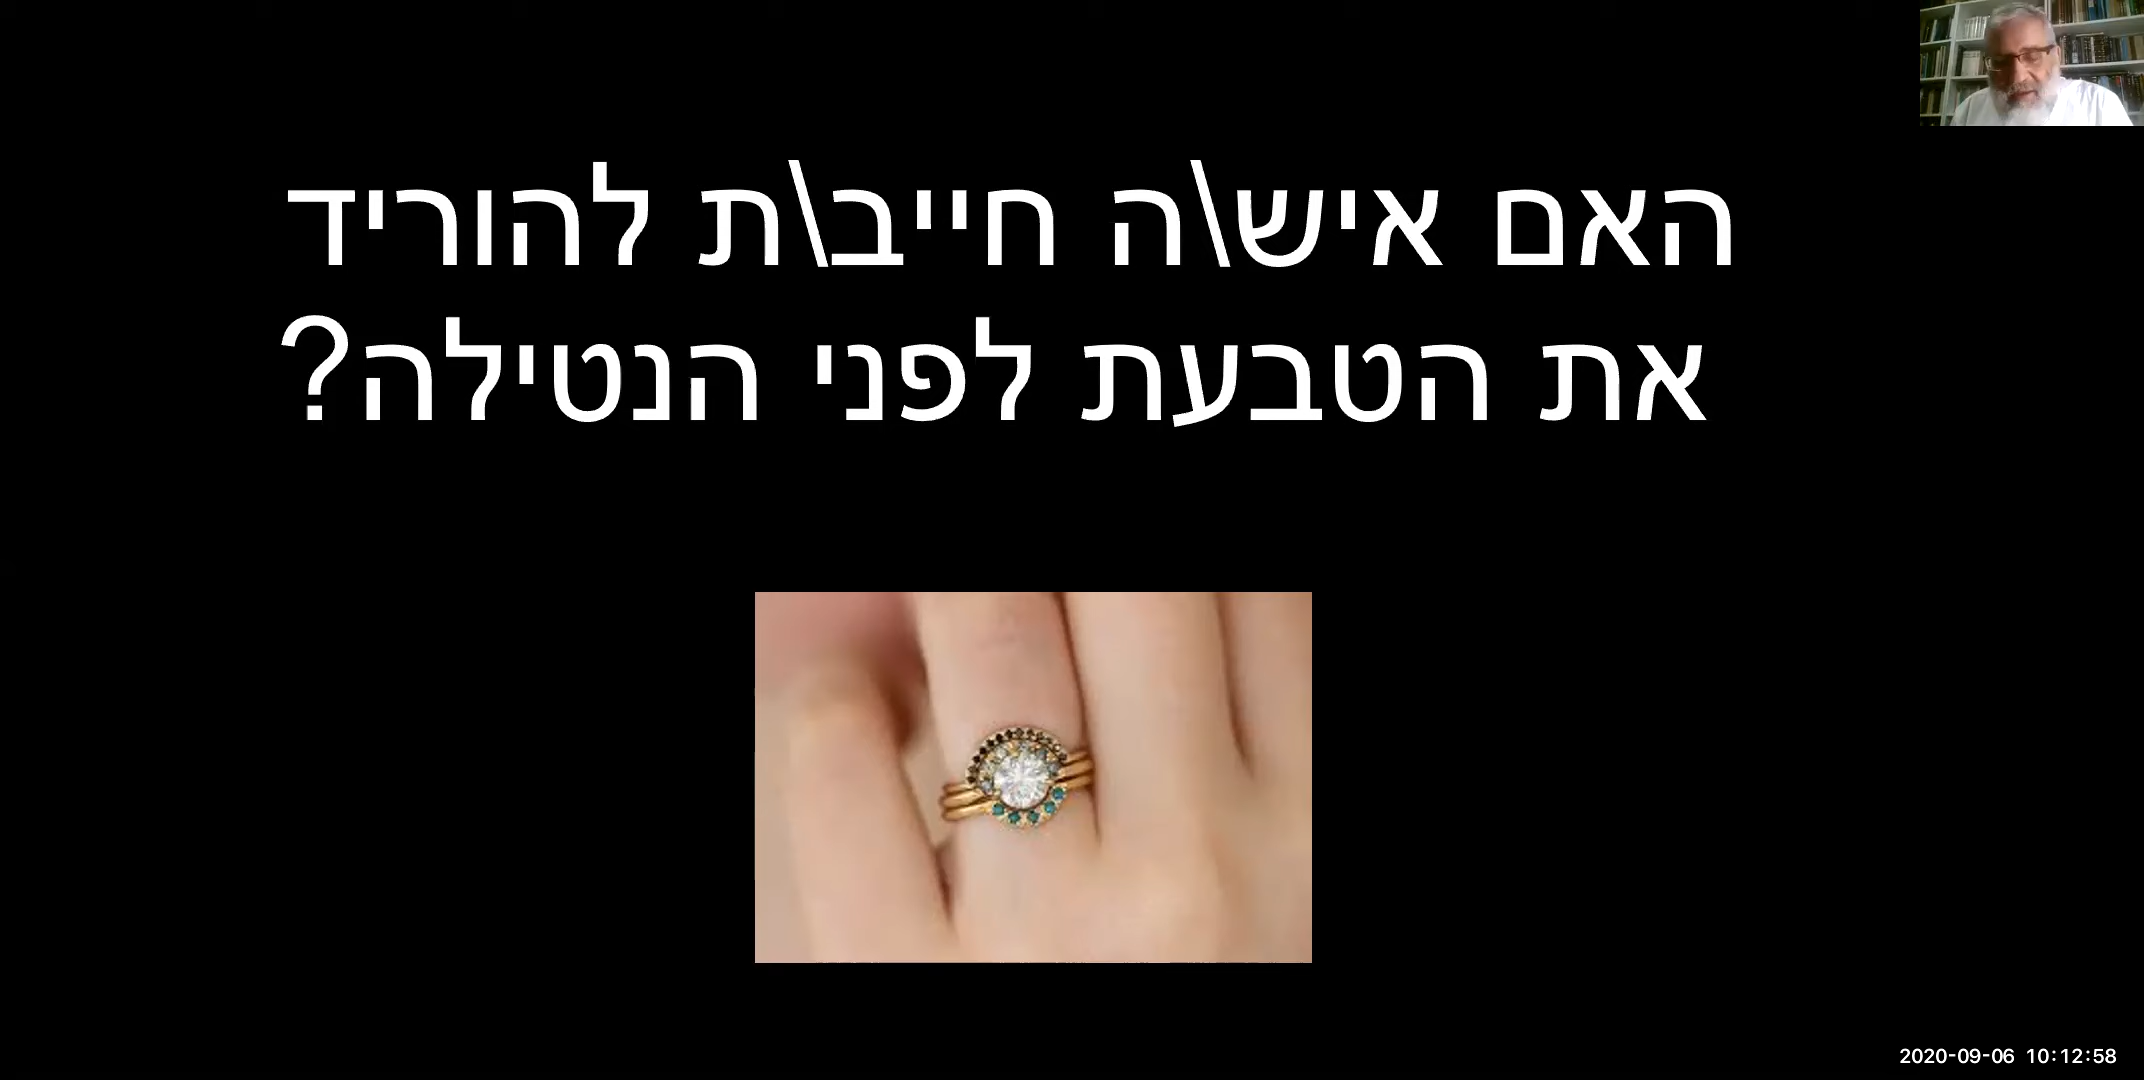 האם איש\ה חייב\ת להוריד
את הטבעת לפני הנטילה?
2020-09-06 10:12:58